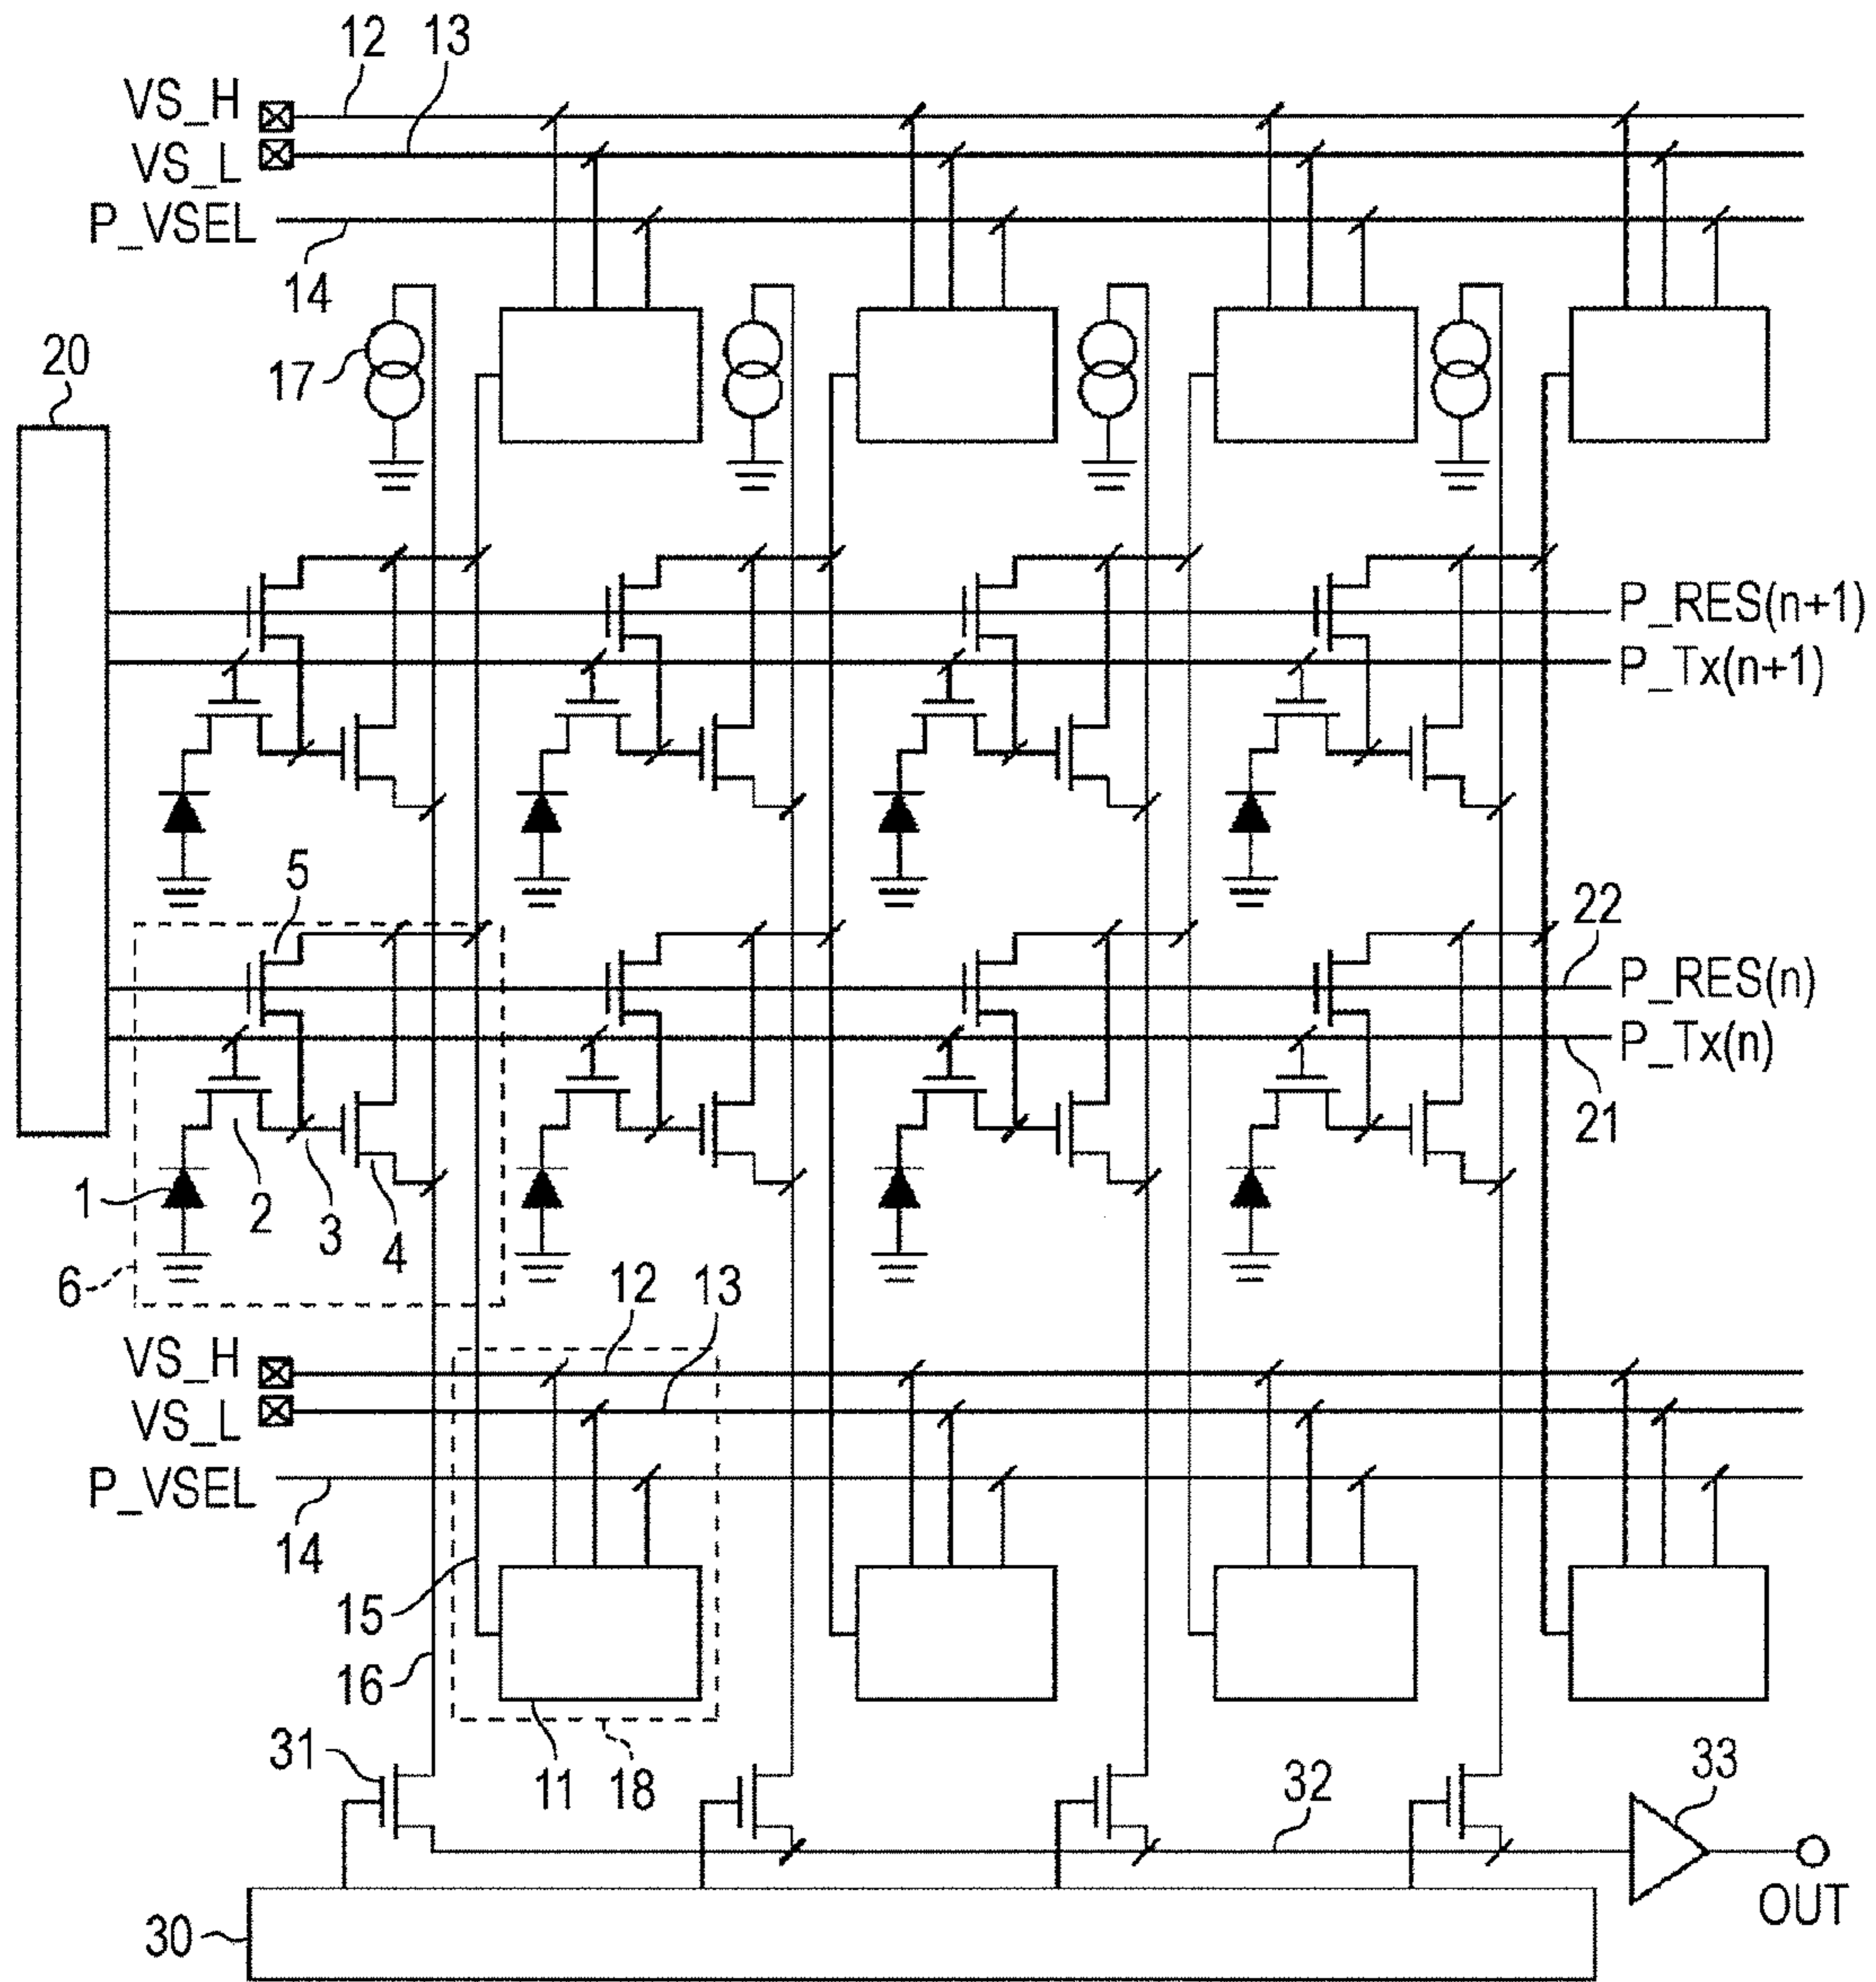 12
13
VS_H
VS_L
P_VSEL
14
20
17
P_RES(n+1)
P_Tx(n+1)
5
22
P_RES(n)
P_Tx(n)
21
1
2
3
4
6
12
13
VS_H
VS_L
P_VSEL
14
15
16
31
11
18
32
33
OUT
30